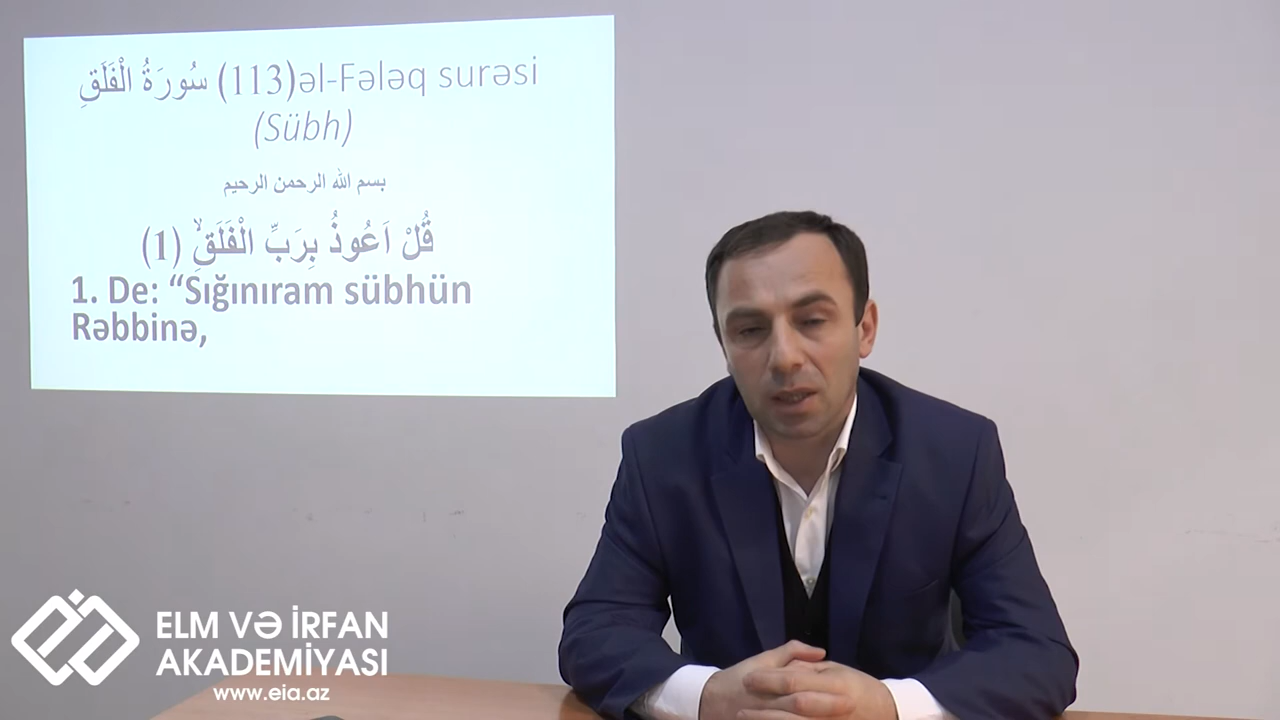 سُورَةُ الْفَلَقِ (113)əl-Fələq surəsi
(Sübh)
بسم الله الرحمن الرحيم
قُلْ اَعُوذُ بِرَبِّ الْفَلَقِۙ (1)
1. De: “Sığınıram sübhün
Rəbbinə,
ELM VƏ İRFAN
AKADEMİYASI
www.eia.az